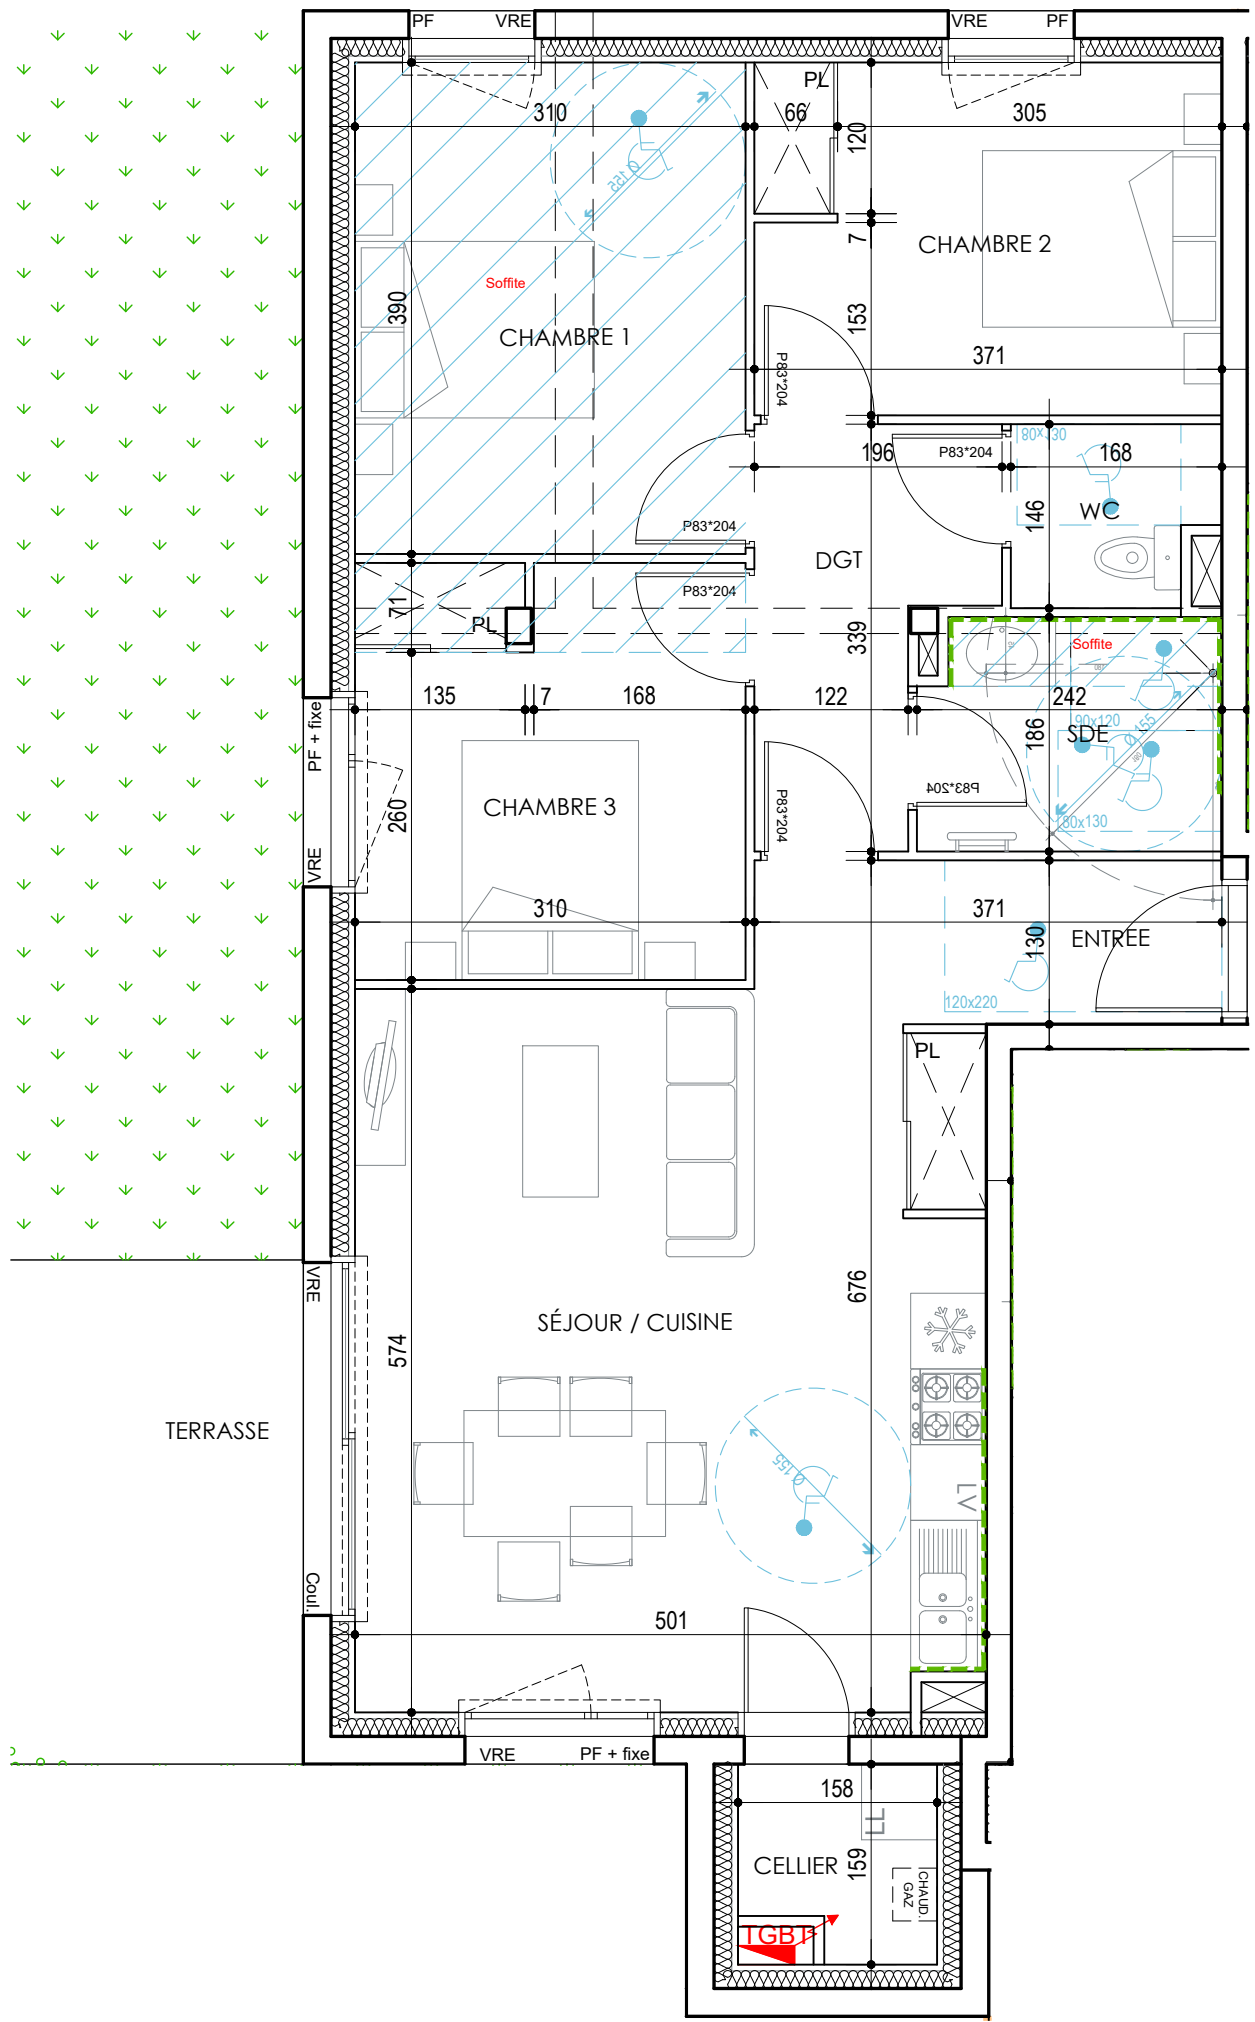 PF
VRE
VRE
PF
PL
310
66
305
120
Ø 155
7
CHAMBRE 2
Soffite
390
153
CHAMBRE 1
371
P83*204
80x130
196
P83*204
168
146
WC
P83*204
DGT
P83*204
71
PL
339
Soffite
135
7
168
122
242
PF + fixe
186
90x120
SDE
Ø 155
260
CHAMBRE 3
P83*204
P83*204
80x130
VRE
310
371
130
ENTREE
120x220
PL
VRE
676
SÉJOUR / CUISINE
574
TERRASSE
Ø 155
LV
Coul.
501
VRE
PF + fixe
158
LL
CELLIER
159
CHAUD.
GAZ
TGBT